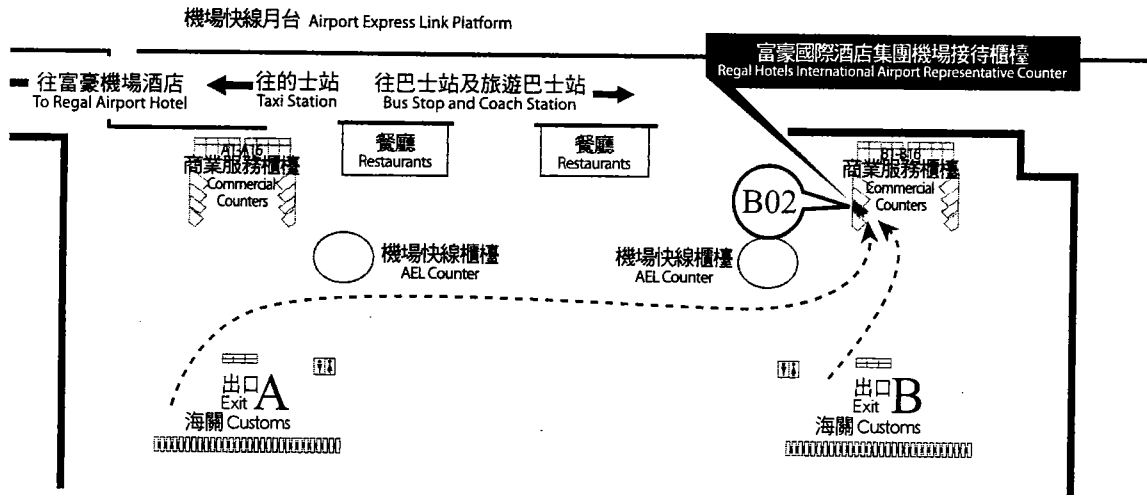 機場快線月台 Airport Express Link Platform
富豪國際酒店集團機場接待櫃檯
Regal Hotels International Airport Representative Counter
往富豪機場酒店
To Regal Airport Hotel
往的士站
Taxi Station
往巴士站及旅遊巴士站
Bus Stop and Coach Station
餐廳
Restaurants
餐廳
Restaurants
A1-A16
商業服務櫃檯
Commercial
Counters
B1-B16
商業服務櫃檯
Commercial
Counters
B02
機場快線櫃檯
AEL Counter
機場快線櫃檯
AEL Counter
出口
Exit A
海關 Customs
出口
Exit B
海關 Customs